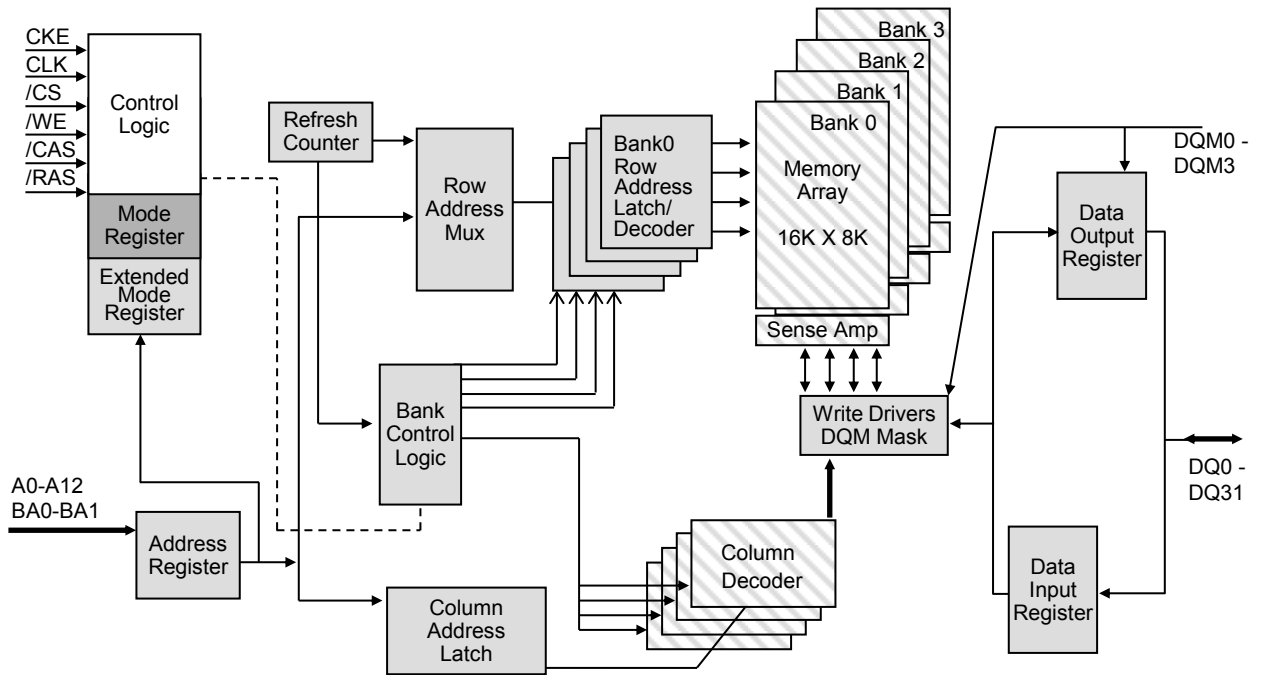 CKE
CLK
/CS
/WE
/CAS
/RAS
Control
Logic
Mode
Register
Extended
Mode
Register
Refresh
Counter
Row
Address
Mux
Bank0
Row
Address
Latch/
Decoder
Bank 3
Bank 2
Bank 1
Bank 0
Memory
Array
16K X 8K
Sense Amp
DQM0 -
DQM3
Data
Output
Register
Bank
Control
Logic
Write Drivers
DQM Mask
DQ0 -
DQ31
A0-A12
BA0-BA1
Address
Register
Column
Address
Latch
Column
Decoder
Data
Input
Register